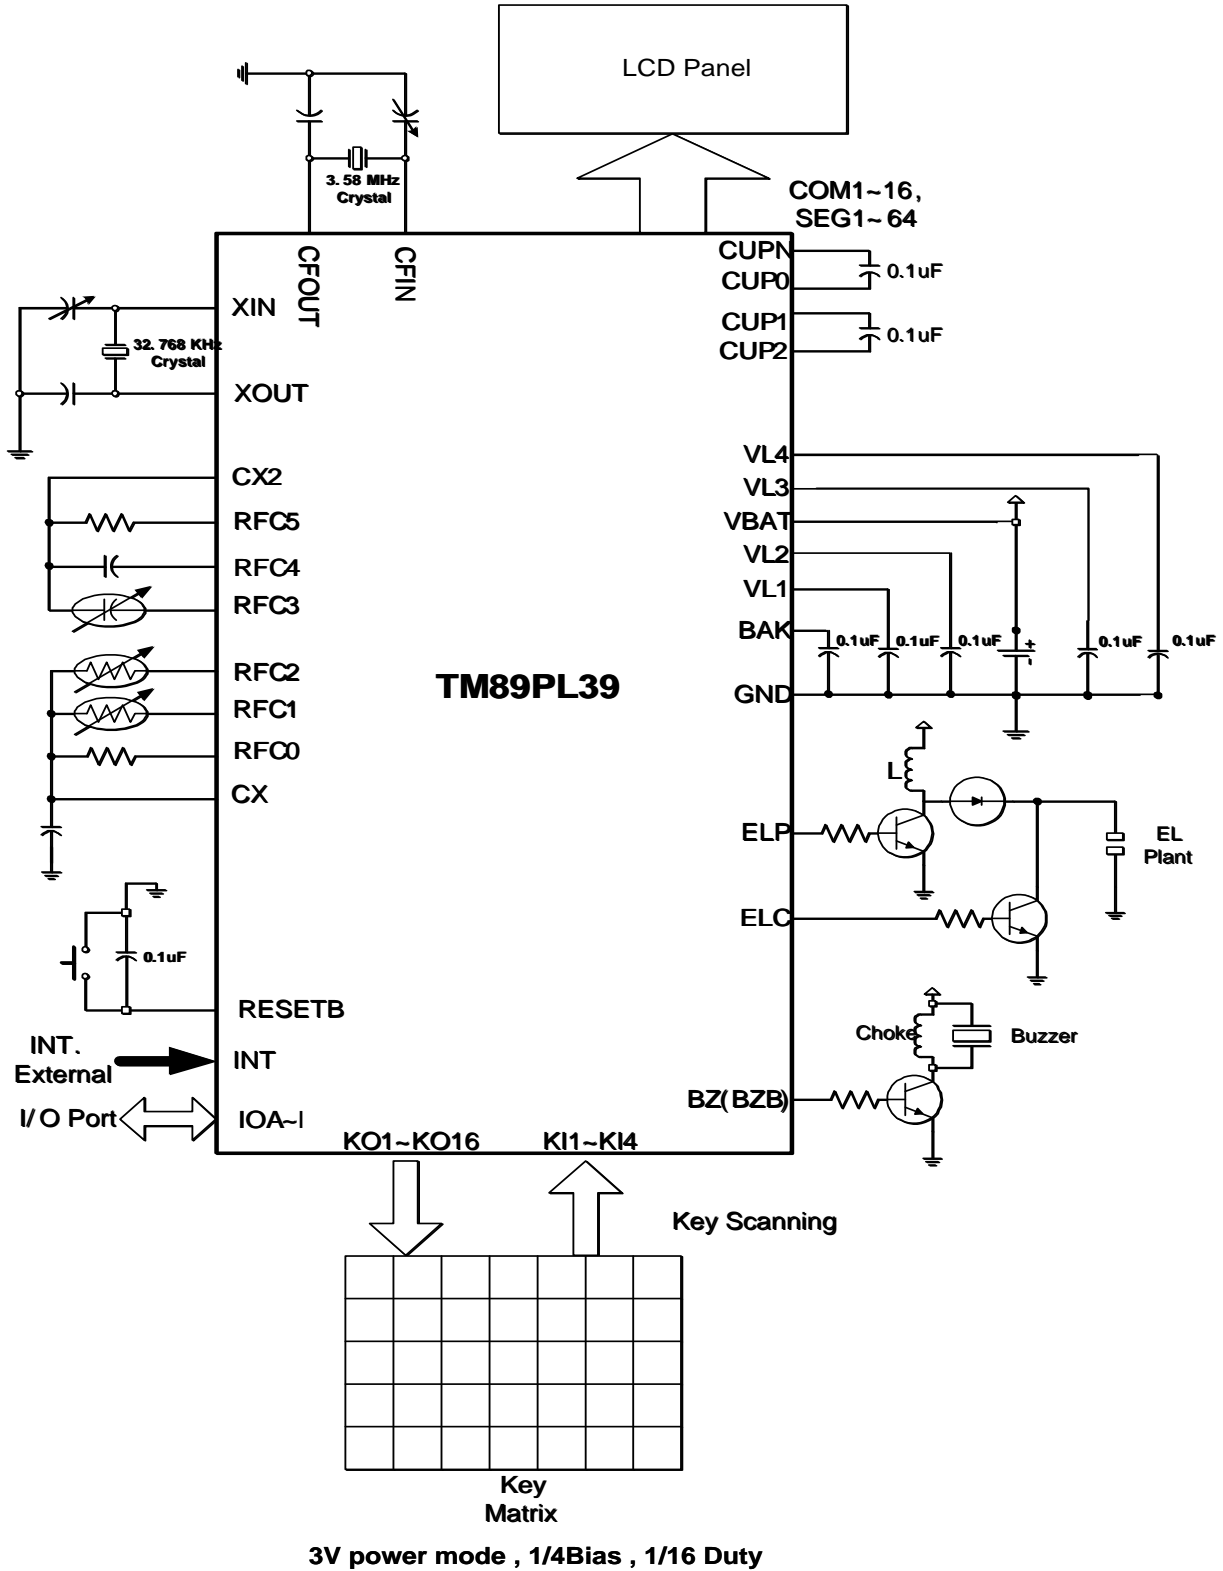 LCD Panel
3.58 MHz
Crystal
COM1~16,
SEG1~64
CFOUT
CFIN
CUPN
CUP0
0.1uF
CUP1
CUP2
0.1uF
XIN
32.768 KHz
Crystal
XOUT
VL4
CX2
VL3
RFC5
VBAT
VL2
RFC4
VL1
RFC3
BAK
0.1uF
0.1uF
0.1uF
+
-
0.1uF
0.1uF
RFC2
TM89PL39
GND
RFC1
RFC0
L
CX
ELP
EL
Plant
ELC
0.1uF
RESETB
INT.
External
INT
Choke
Buzzer
BZ(BZB)
I/O Port
IOA~I
KO1~KO16
KI1~KI4
Key Scanning
Key
Matrix
3V power mode , 1/4Bias , 1/16 Duty